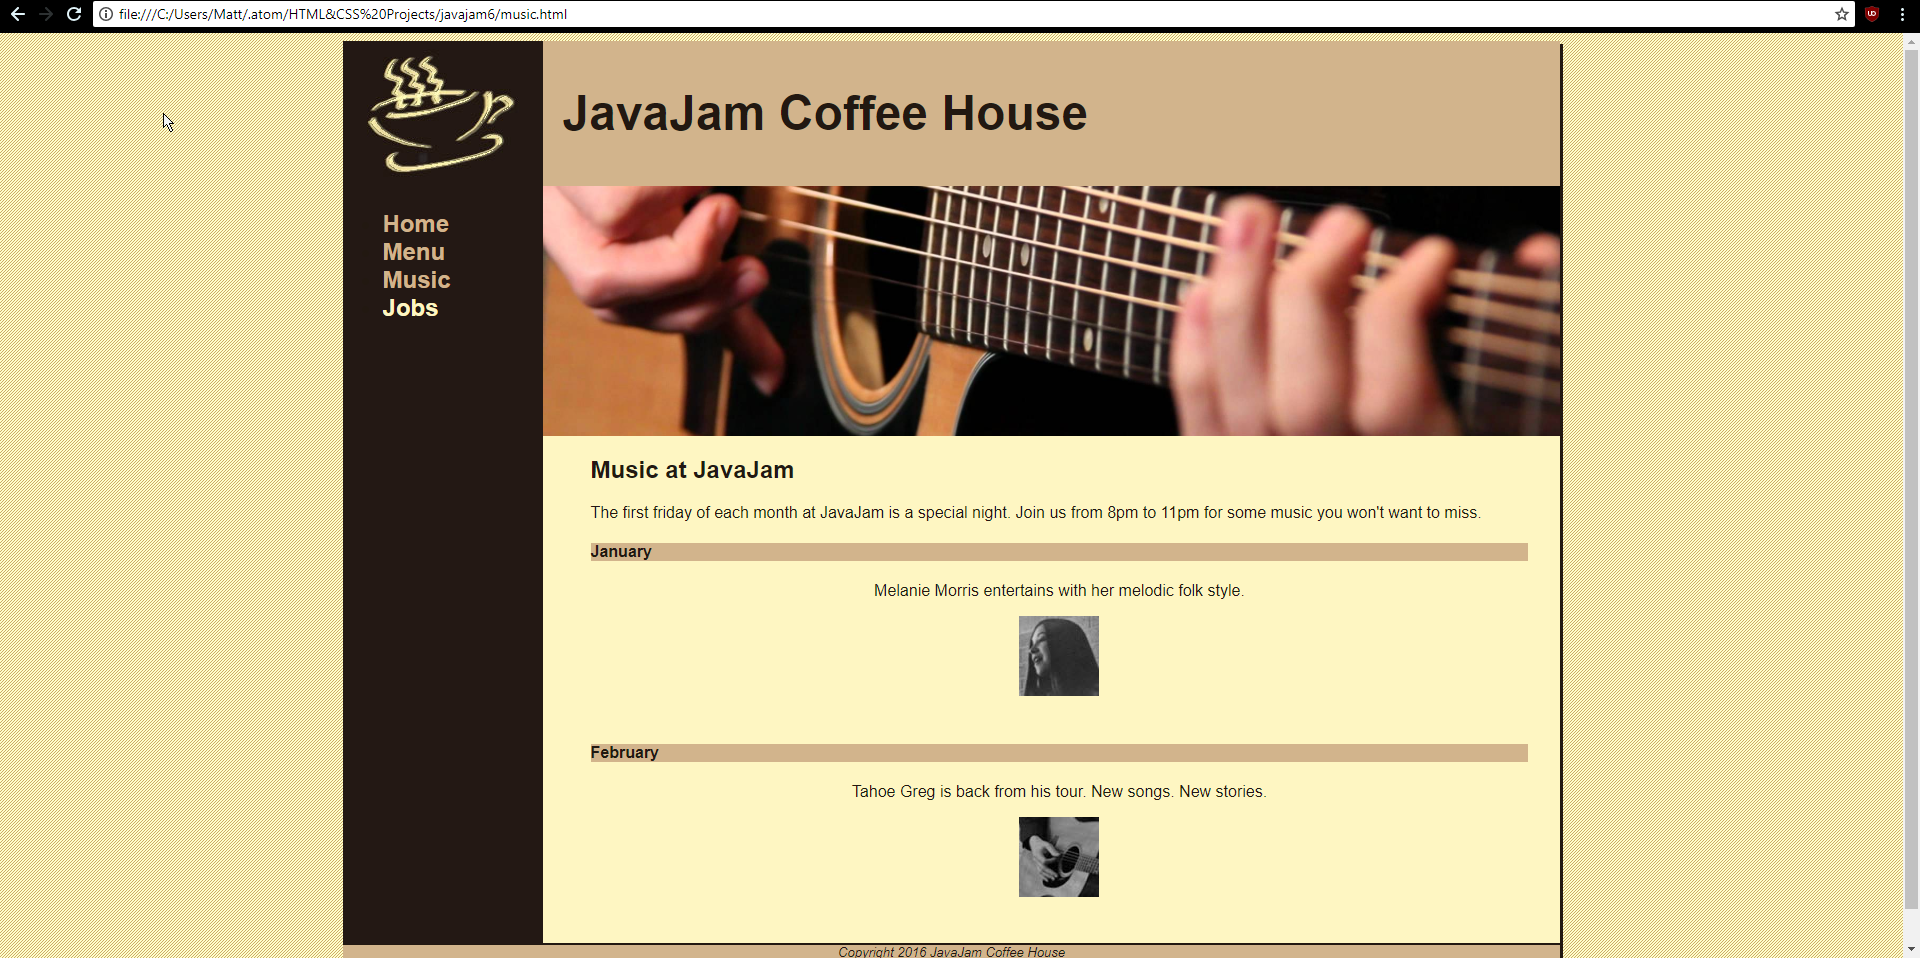 file:///C:/Users/Matt/.atom/HTML&CSS%20Projects/javajam6/music.html
JavaJam Coffee House
Home
Menu
Music
Jobs
Music at JavaJam
The first friday of each month at JavaJam is a special night. Join us from 8pm to 11pm for some music you won't want to miss.
January
Melanie Morris entertains with her melodic folk style.
February
Tahoe Greg is back from his tour. New songs. New stories.
Copyright 2016 JavaJam Coffee House